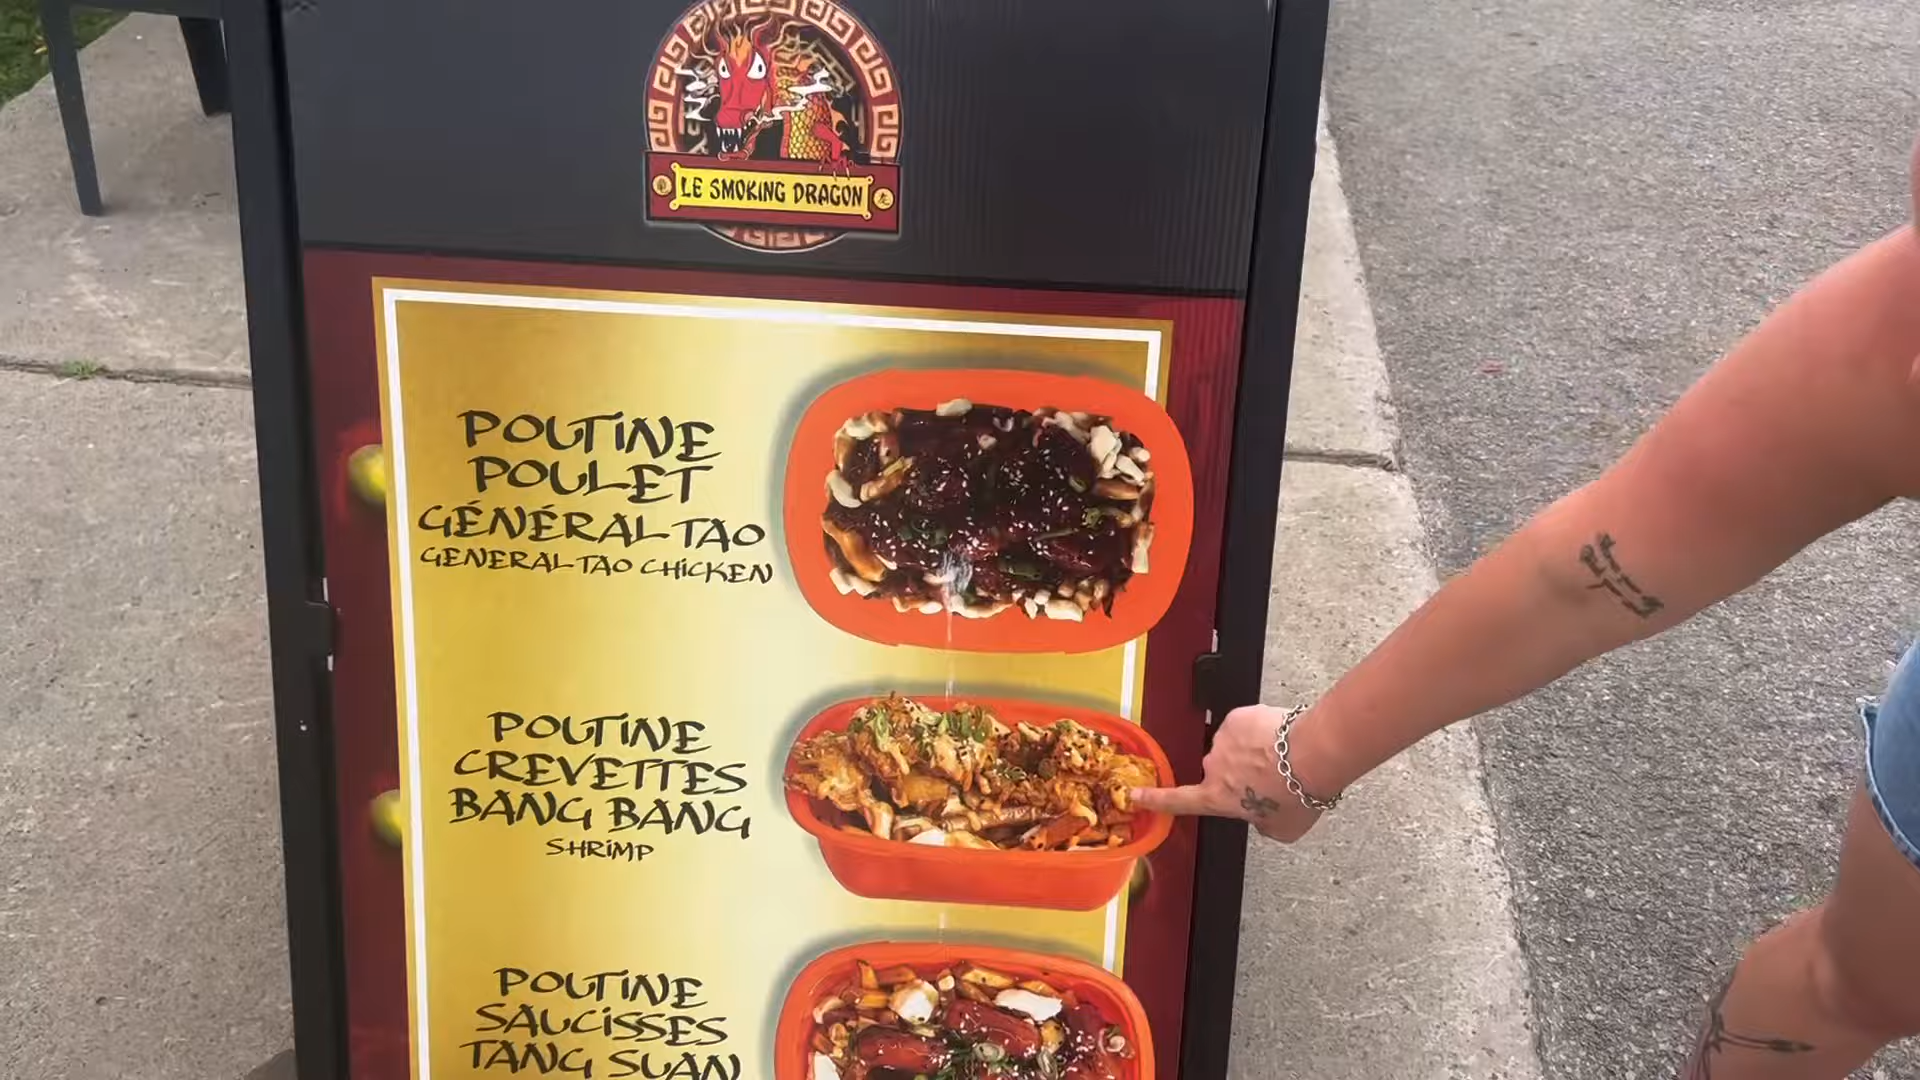 LE SMOKING DRAGON
POUTINE
POULET
GÉNÉRAL TAO
GENERAL TAO CHICKEN
POUTINE
CREVETTES
BANG BANG
SHRIMP
POUTINE
SAUCISSES
TANG SUAN